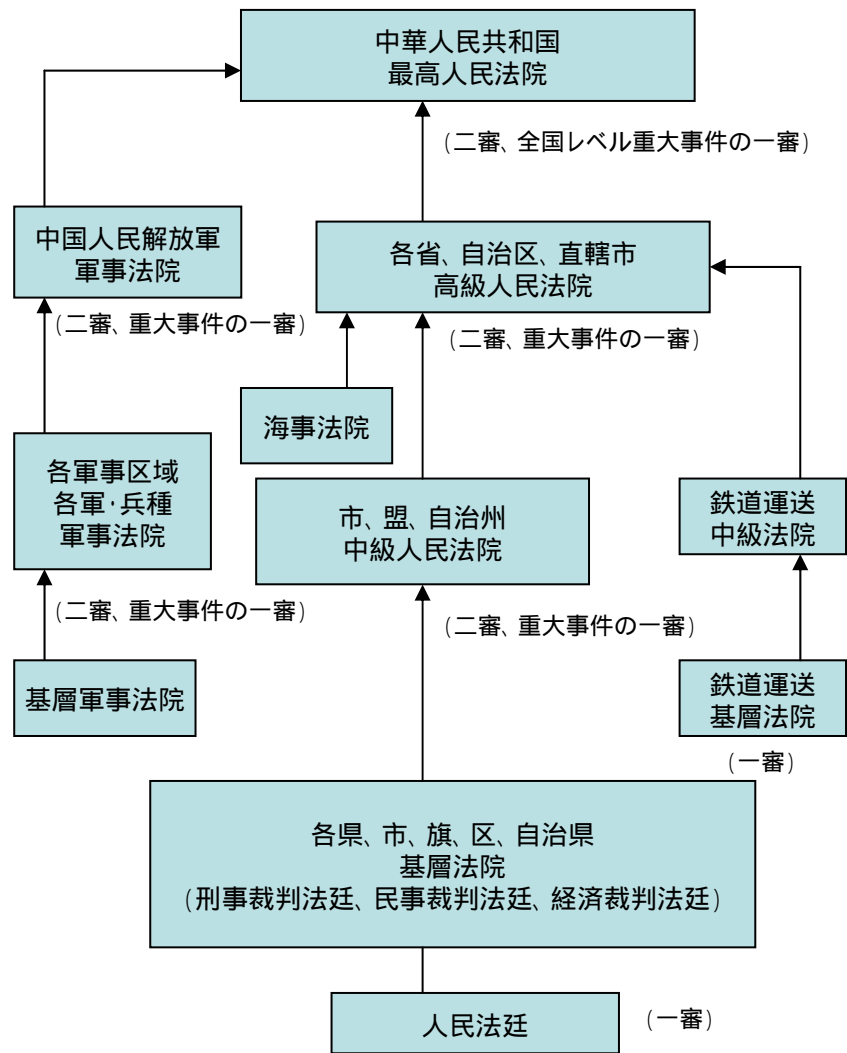 中華人民共和国
最高人民法院
(二審、全国レベル重大事件の一審)
中国人民解放軍
軍事法院
各省、自治区、直轄市
高級人民法院
(二審、重大事件の一審)
(二審、重大事件の一審)
海事法院
各軍事区域
各軍・兵種
軍事法院
市、盟、自治州
中級人民法院
鉄道運送
中級法院
(二審、重大事件の一審)
(二審、重大事件の一審)
基層軍事法院
鉄道運送
基層法院
(一審)
各県、市、旗、区、自治県
基層法院
(刑事裁判法廷、民事裁判法廷、経済裁判法廷)
人民法廷
(一審)